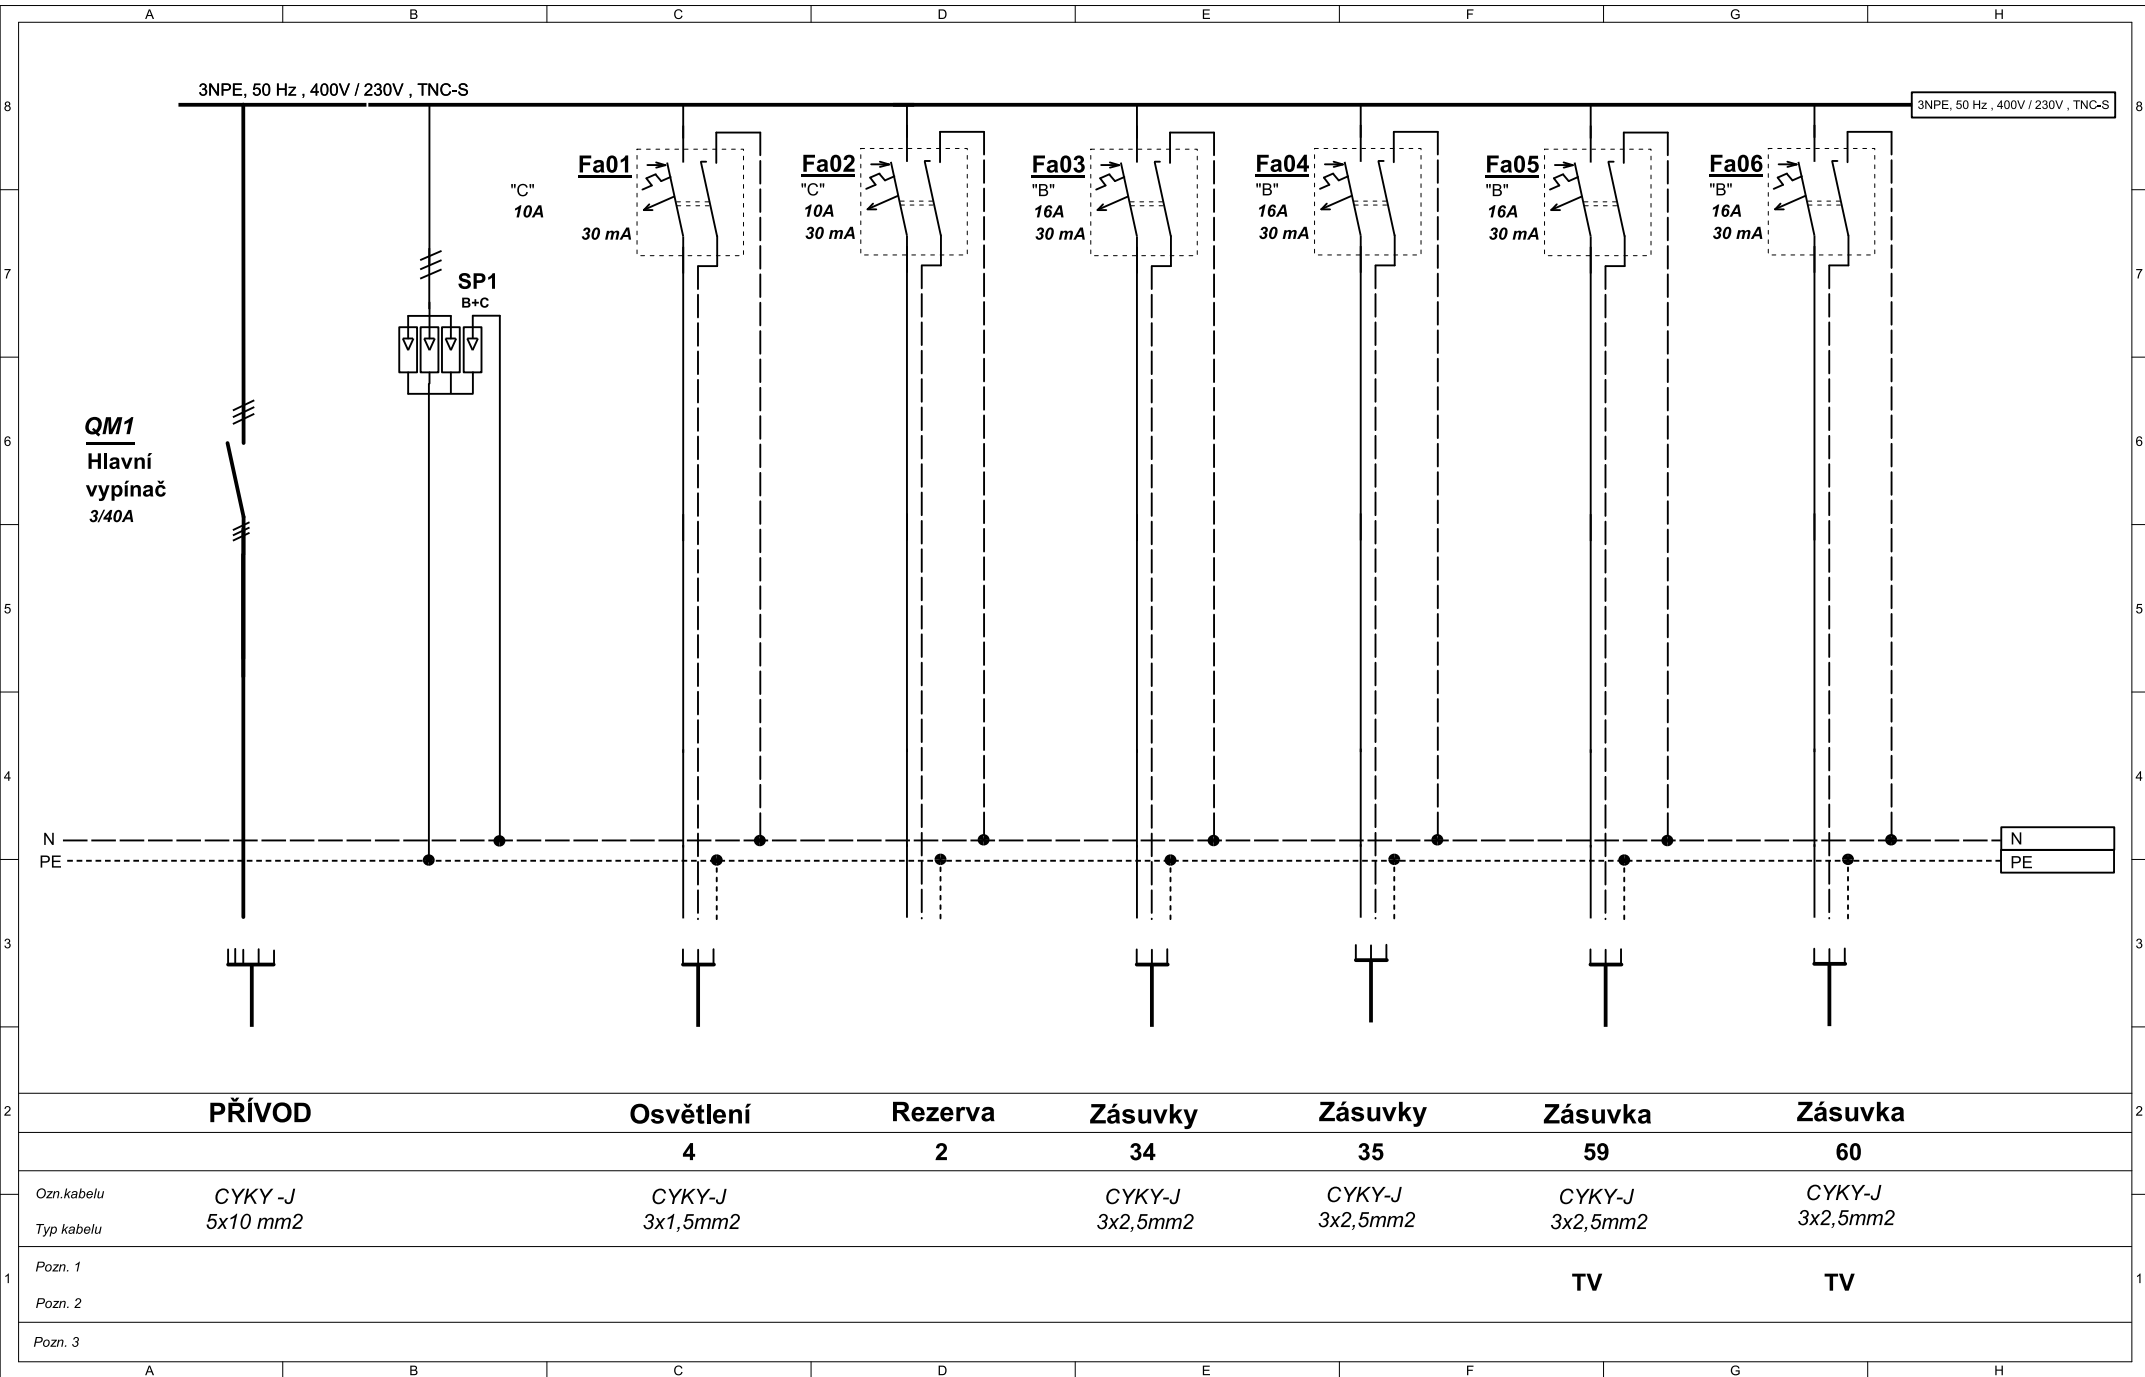 A B C D E F G H
3NPE, 50 Hz , 400V / 230V , TNC-S
8 3NPE, 50 Hz , 400V / 230V , TNC-S 8
Fa01 Fa02 Fa03 Fa04 Fa05 Fa06
"C" "C" "B" "B" "B" "B"
10A 10A 16A 16A 16A 16A
30 mA 30 mA 30 mA 30 mA 30 mA 30 mA
7 7
SP1
B+C
QM1
6 6
Hlavní
vypínač
3/40A
5 5
4 4
N N
PE PE
3 3
2 PŘÍVOD Osvětlení Rezerva Zásuvky Zásuvky Zásuvka Zásuvka 2
4 2 34 35 59 60
Ozn.kabelu CYKY -J CYKY-J CYKY-J CYKY-J CYKY-J CYKY-J
Typ kabelu 5x10 mm2 3x1,5mm2 3x2,5mm2 3x2,5mm2 3x2,5mm2 3x2,5mm2
Pozn. 1
1 TV TV 1
Pozn. 2
Pozn. 3
A B C D E F G H